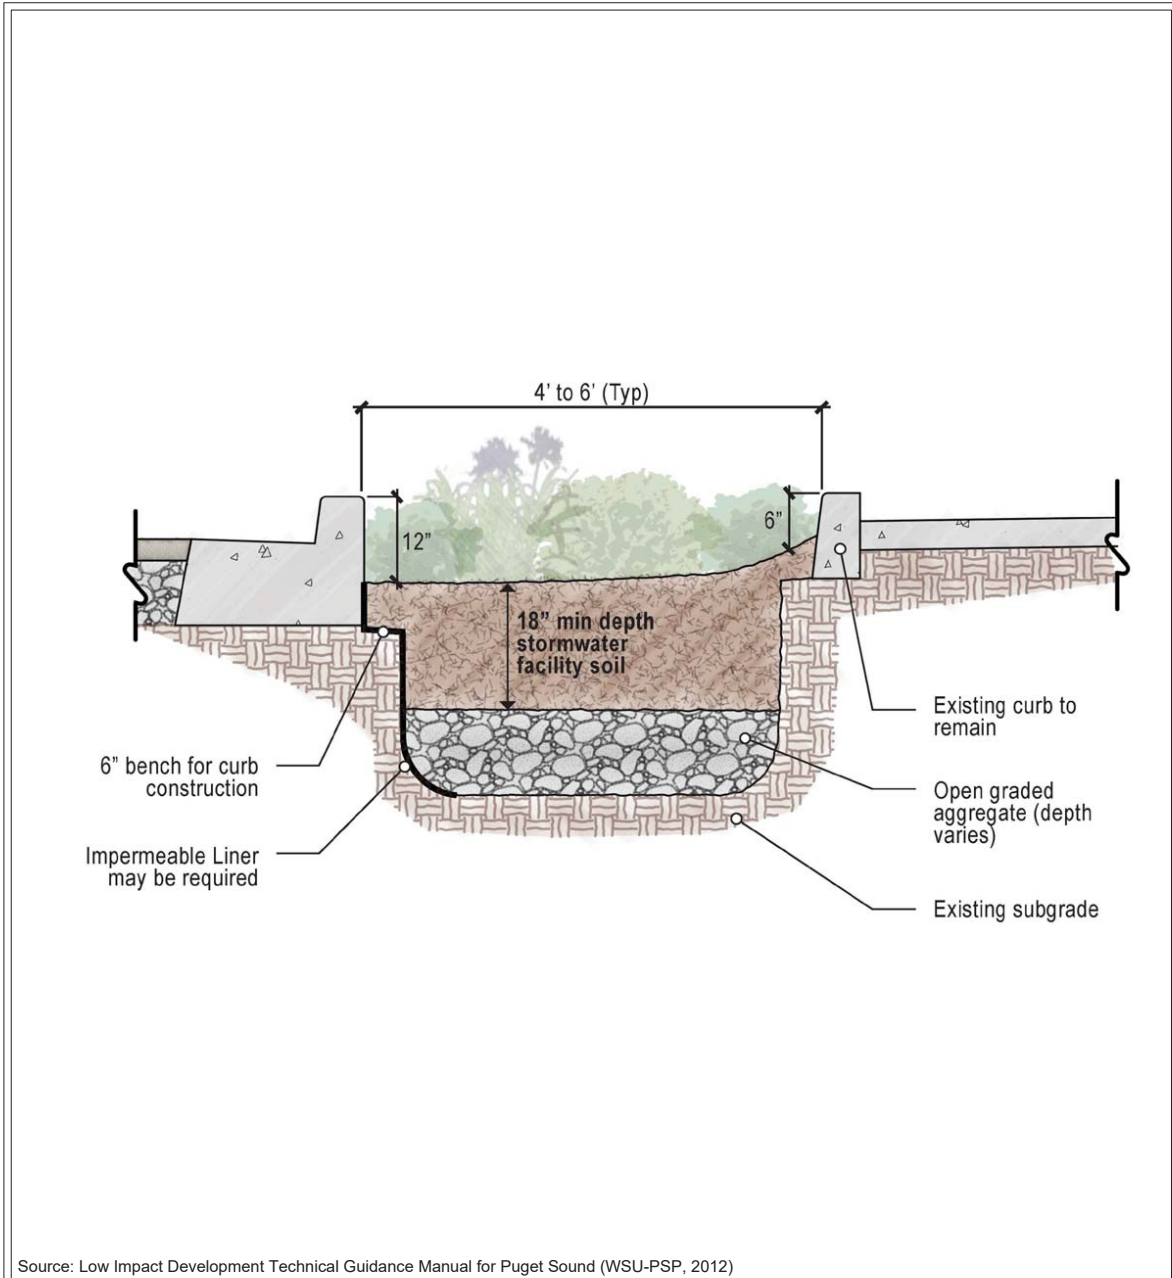 4’ to 6’ (Typ)
12”
6”
18” min depth
stormwater
facility soil
6” bench for curb
construction
Impermeable Liner
may be required
Existing curb to
remain
Open graded
aggregate (depth
varies)
Existing subgrade
Source: Low Impact Development Technical Guidance Manual for Puget Sound (WSU-PSP, 2012)